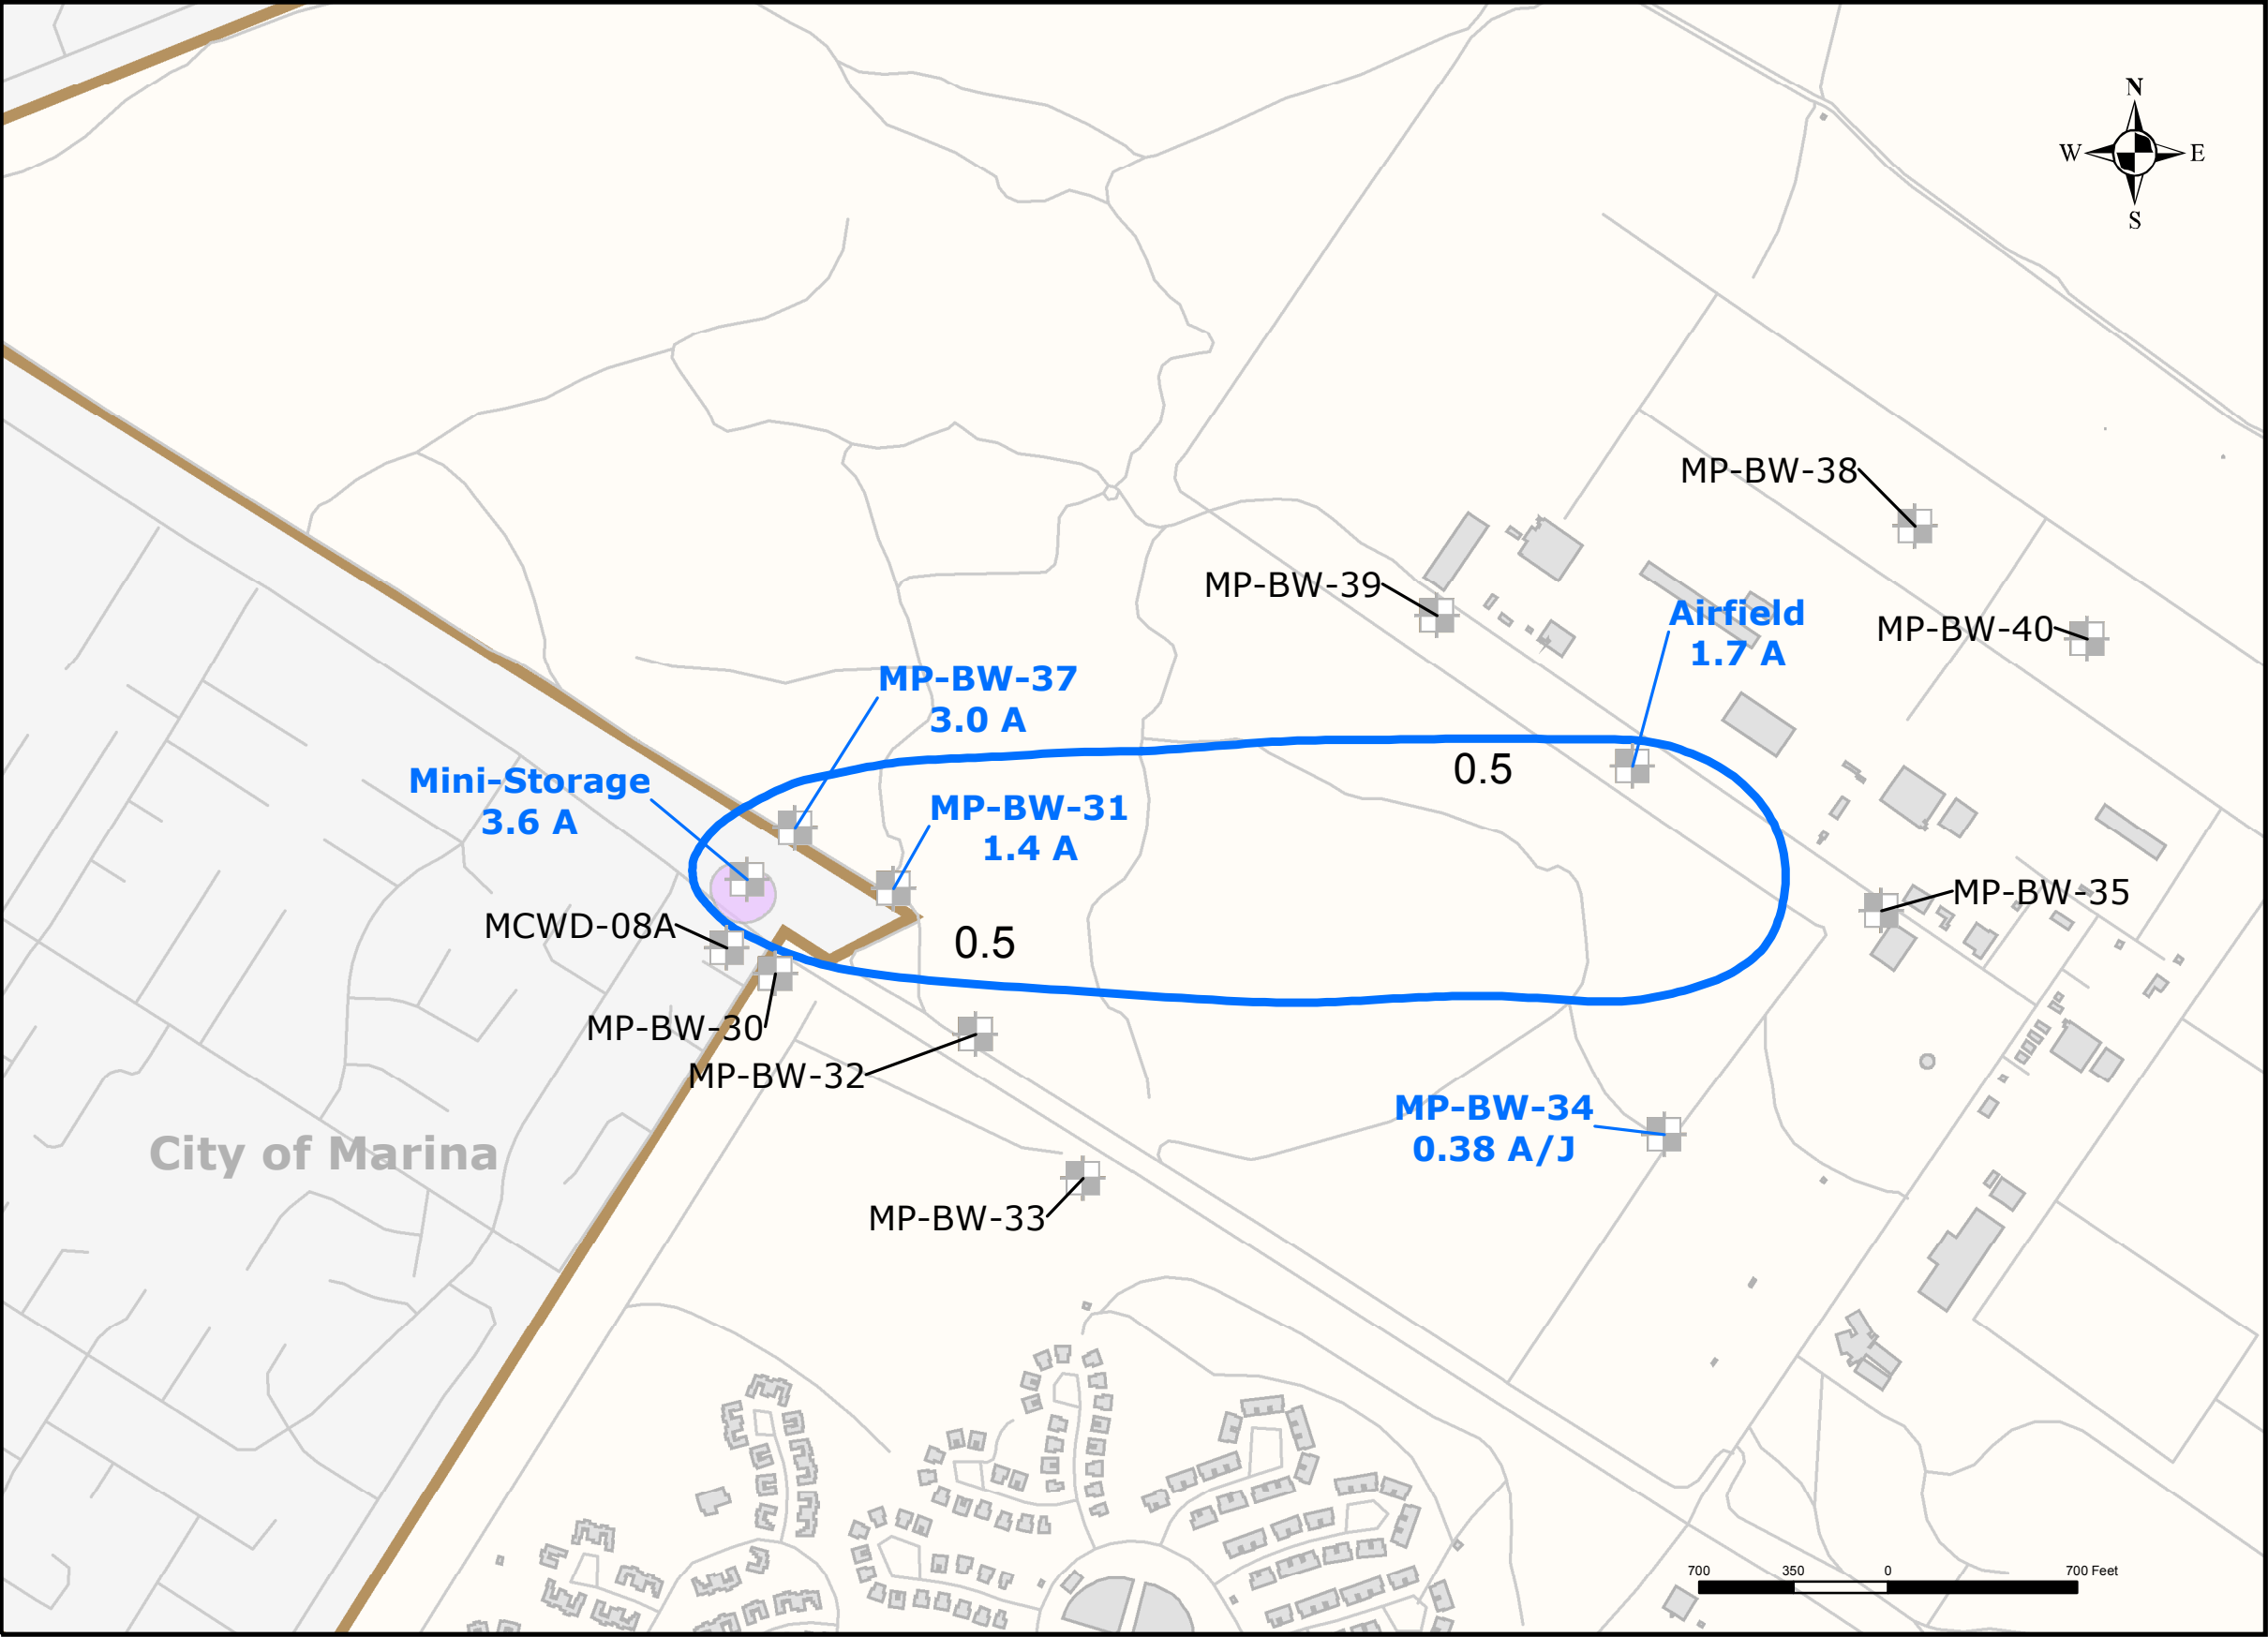 N
W E
S
MP-BW-38
MP-BW-39
Airfield
1.7 A
MP-BW-40
MP-BW-37
3.0 A
0.5
Mini-Storage
3.6 A
MP-BW-31
1.4 A
MP-BW-35
MCWD-08A
0.5
MP-BW-30
MP-BW-32
MP-BW-34
0.38 A/J
City of Marina
MP-BW-33
700 350 0 700 Feet